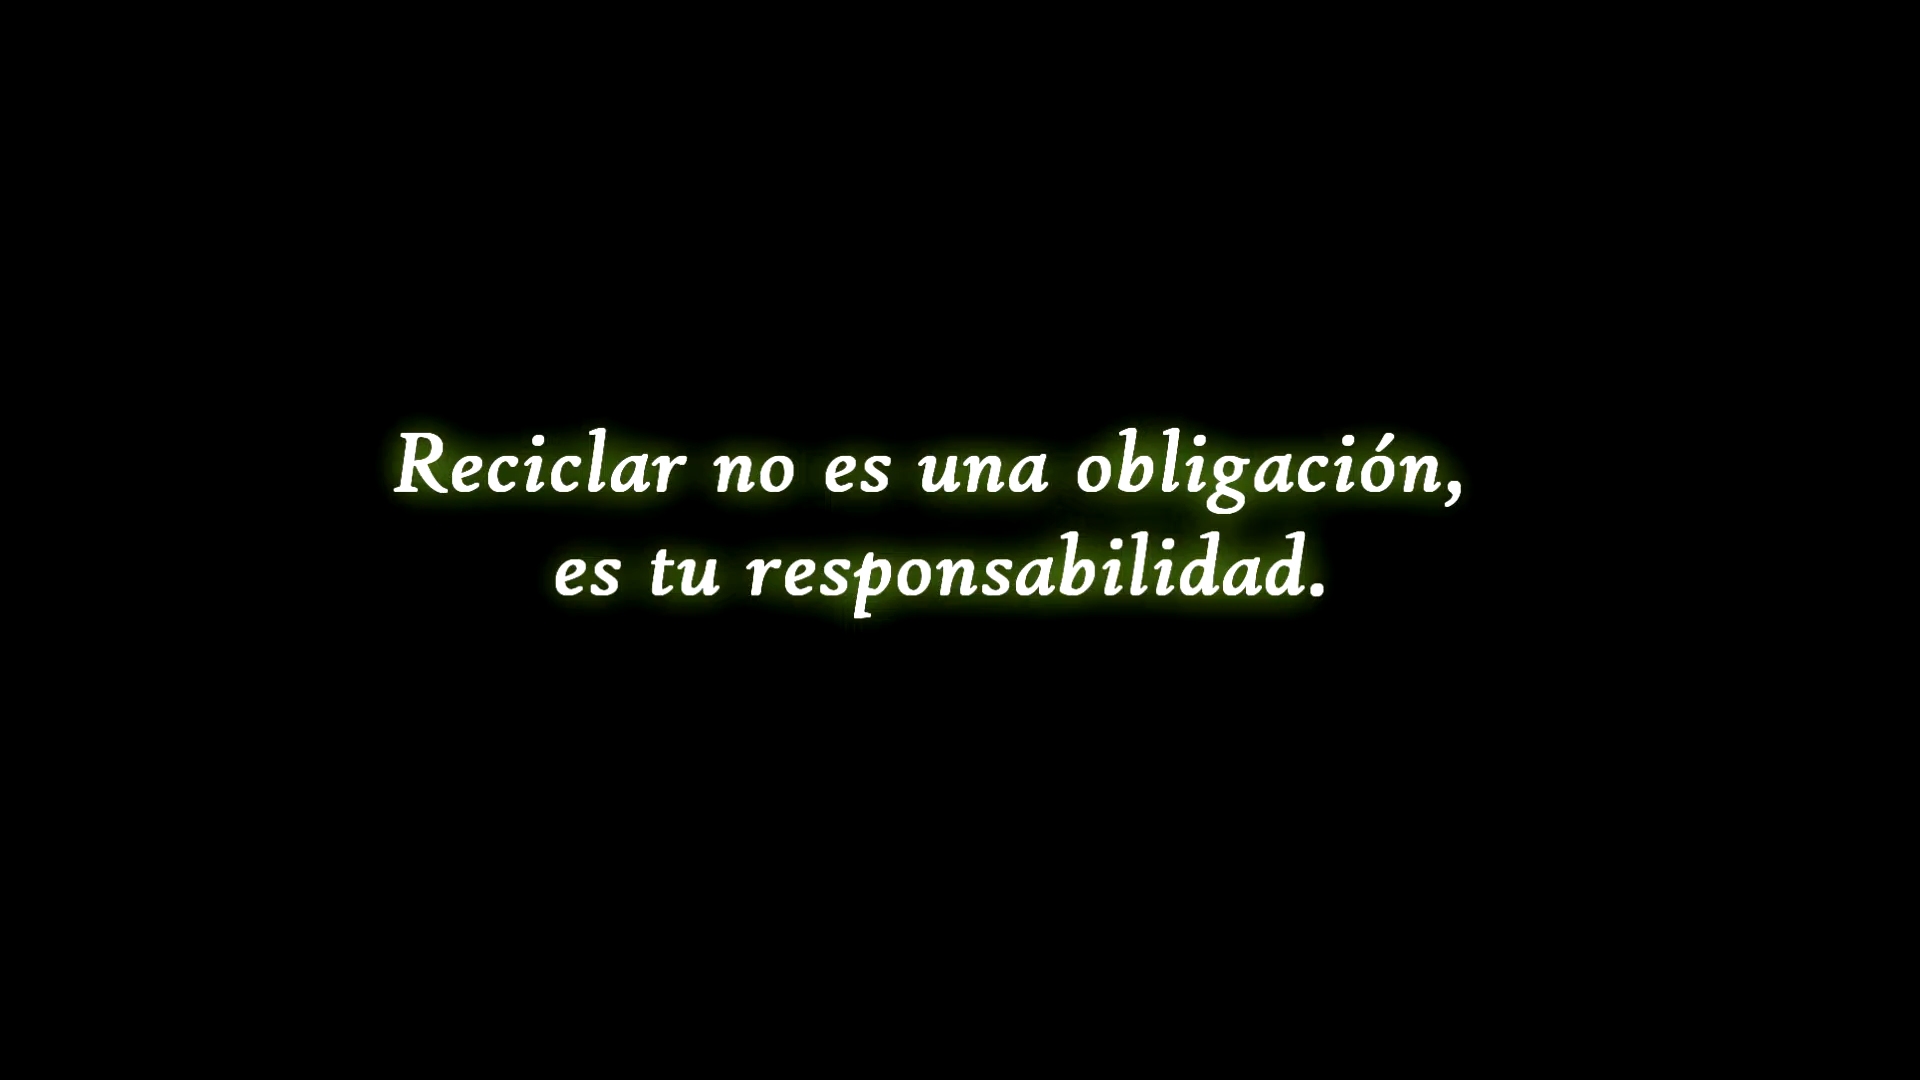 Reciclar no es una obligación,
es tu responsabilidad.